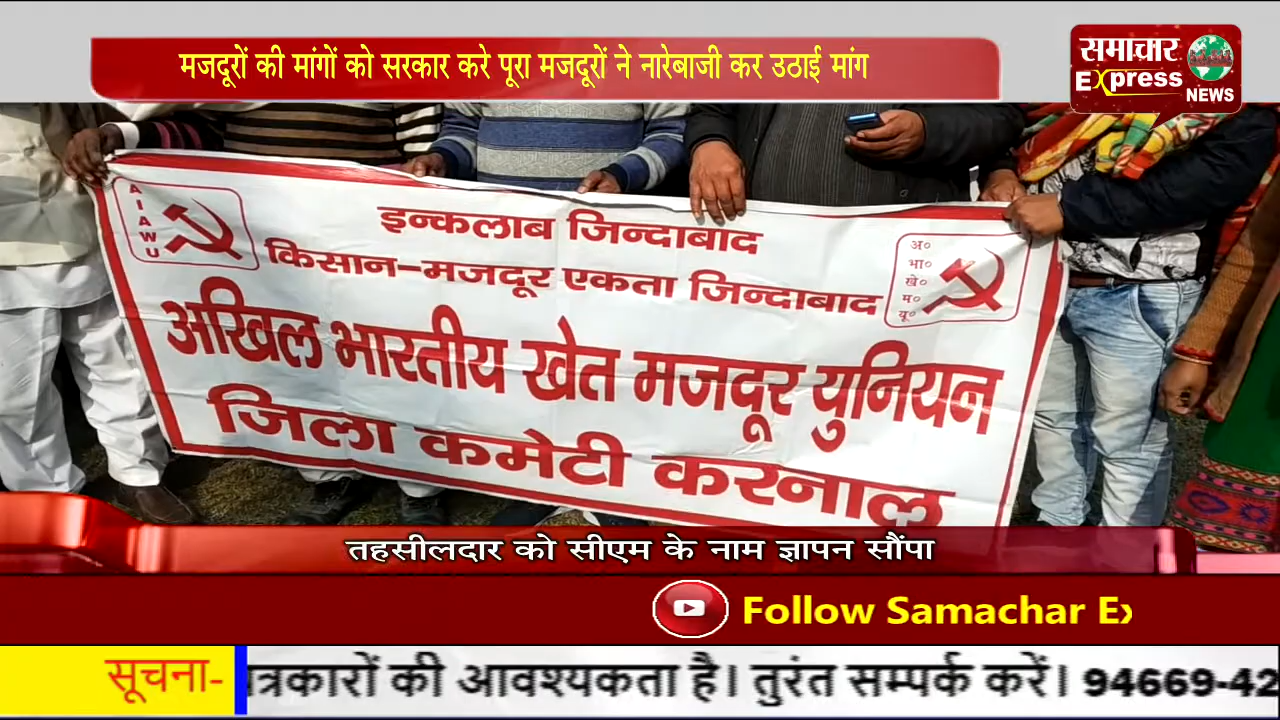 मजदूरों की मांगों को सरकार करे पूरा मजदूरों ने नारेबाजी कर उठाई मांग
समाचार
Express
NEWS
AIAWU
इन्कलाब जिन्दाबाद
किसान-मजदूर एकता जिन्दाबाद
अ०
भा०
खे०
म०
यू०
अखिल भारतीय खेत मजदूर युनियन
जिला कमेटी करनाल
तहसीलदार को सीएम के नाम ज्ञापन सौंपा
Follow Samachar Ex
सूचना-
त्रकारों की आवश्यकता है। तुरंत सम्पर्क करें। 94669-42